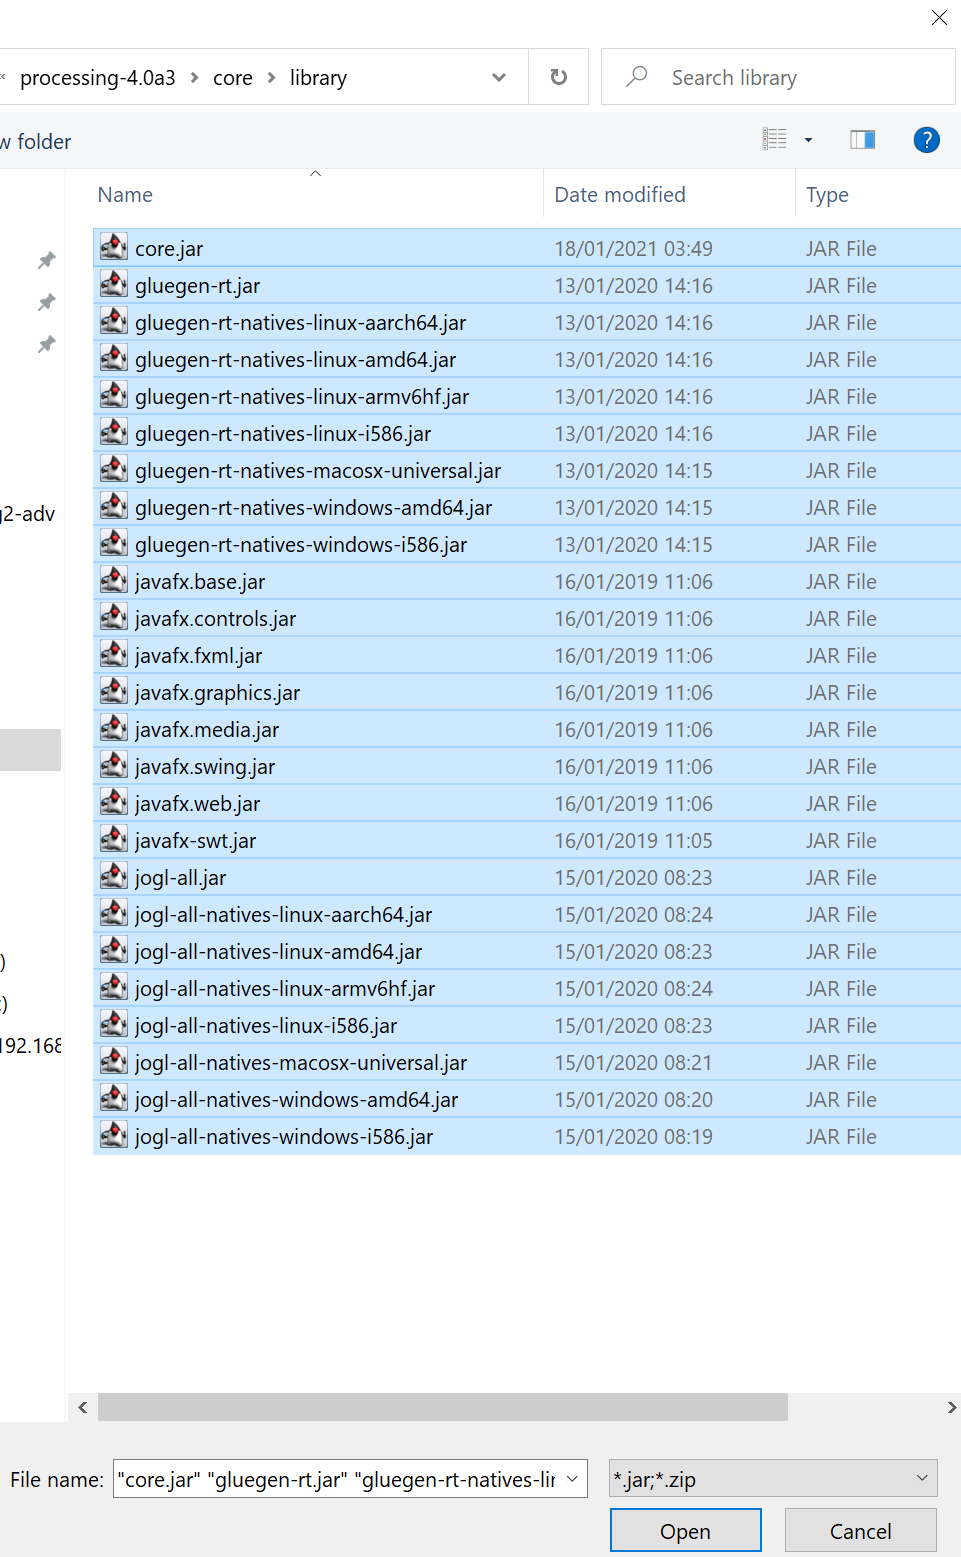 processing-4.0a3 > core > library
Search library
w folder
?
Name Date modified Type
core.jar 18/01/2021 03:49 JAR File
gluegen-rt.jar 13/01/2020 14:16 JAR File
gluegen-rt-natives-linux-aarch64.jar 13/01/2020 14:16 JAR File
gluegen-rt-natives-linux-amd64.jar 13/01/2020 14:16 JAR File
gluegen-rt-natives-linux-armv6hf.jar 13/01/2020 14:16 JAR File
gluegen-rt-natives-linux-i586.jar 13/01/2020 14:16 JAR File
gluegen-rt-natives-macosx-universal.jar 13/01/2020 14:15 JAR File
g2-adv
gluegen-rt-natives-windows-amd64.jar 13/01/2020 14:15 JAR File
gluegen-rt-natives-windows-i586.jar 13/01/2020 14:15 JAR File
javafx.base.jar 16/01/2019 11:06 JAR File
javafx.controls.jar 16/01/2019 11:06 JAR File
javafx.fxml.jar 16/01/2019 11:06 JAR File
javafx.graphics.jar 16/01/2019 11:06 JAR File
javafx.media.jar 16/01/2019 11:06 JAR File
javafx.swing.jar 16/01/2019 11:06 JAR File
javafx.web.jar 16/01/2019 11:06 JAR File
javafx-swt.jar 16/01/2019 11:05 JAR File
jogl-all.jar 15/01/2020 08:23 JAR File
jogl-all-natives-linux-aarch64.jar 15/01/2020 08:24 JAR File
jogl-all-natives-linux-amd64.jar 15/01/2020 08:23 JAR File
)
jogl-all-natives-linux-armv6hf.jar 15/01/2020 08:24 JAR File
:)
jogl-all-natives-linux-i586.jar 15/01/2020 08:23 JAR File
192.168
jogl-all-natives-macosx-universal.jar 15/01/2020 08:21 JAR File
jogl-all-natives-windows-amd64.jar 15/01/2020 08:20 JAR File
jogl-all-natives-windows-i586.jar 15/01/2020 08:19 JAR File
File name: "core.jar" "gluegen-rt.jar" "gluegen-rt-natives-lir
*.jar;*.zip
Open
Cancel